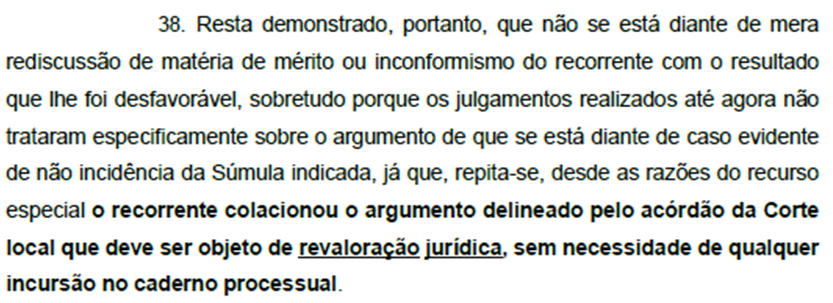 38. Resta demonstrado, portanto, que não se está diante de mera
rediscussão de matéria de mérito ou inconformismo do recorrente com o resultado
que lhe foi desfavorável, sobretudo porque os julgamentos realizados até agora não
trataram especificamente sobre o argumento de que se está diante de caso evidente
de não incidência da Súmula indicada, já que, repita-se, desde as razões do recurso
especial o recorrente colacionou o argumento delineado pelo acórdão da Corte
local que deve ser objeto de revaloração jurídica, sem necessidade de qualquer
incursão no caderno processual.